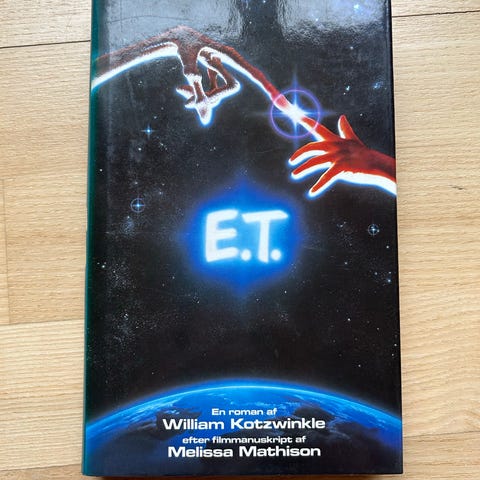 E.T.
En roman af
William Kotzwinkle
efter filmmanuskript af
Melissa Mathison